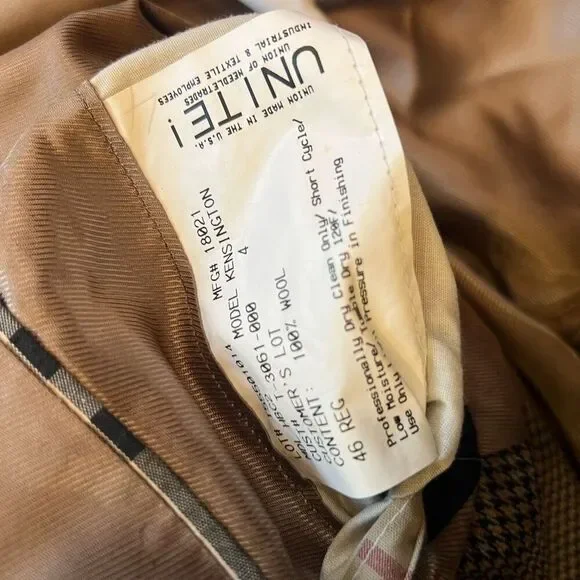 UNITE!
UNION OF NEEDLETRADES
INDUSTRIAL & TEXTILE EMPLOYEES
UNION MADE IN THE U.S.A.
MFG# 18021
MODEL KENSINGTON
4
306-000
CUSTOMER'S LOT
CONTENT: 100% WOOL
46 REG
Professionally Dry Clean Only/ Short Cycle/
Low Moisture/ Dry 120F/
Use Only Pressure in Finishing